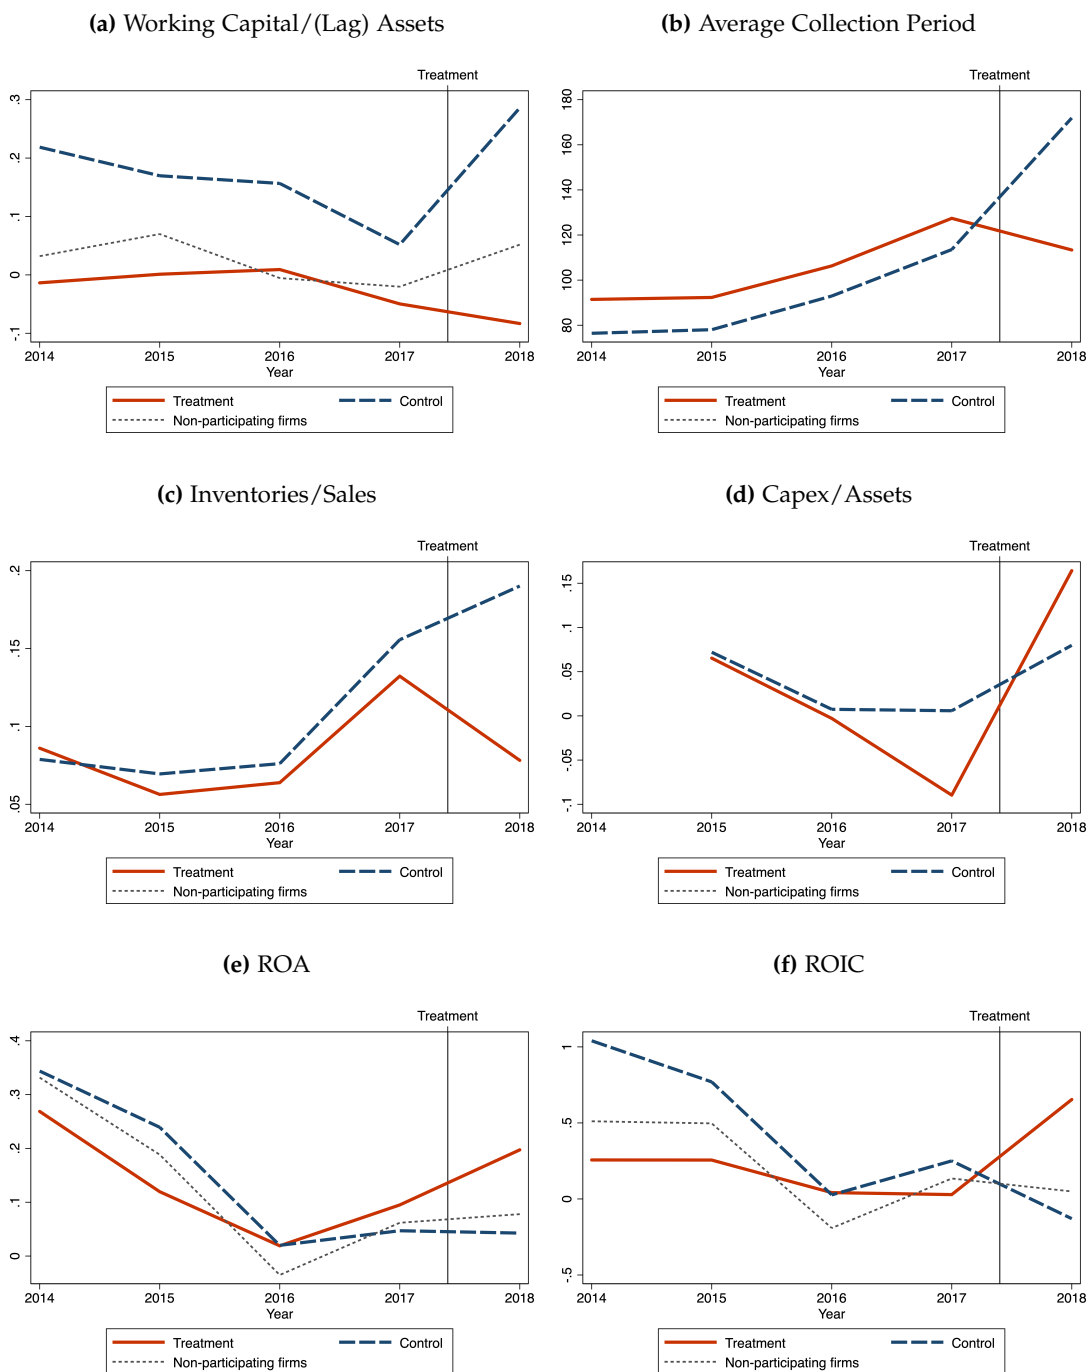 (a) Working Capital/(Lag) Assets
Treatment
.3
.2
.1
0
-.1
2014 2015 2016 2017 2018
Year
Treatment Control
Non-participating firms
(b) Average Collection Period
Treatment
180
160
140
120
100
80
2014 2015 2016 2017 2018
Year
Treatment Control
Non-participating firms
(c) Inventories/Sales
Treatment
.2
.15
.1
.05
2014 2015 2016 2017 2018
Year
Treatment Control
Non-participating firms
(d) Capex/Assets
Treatment
.15
.1
.05
0
-.05
-.1
2014 2015 2016 2017 2018
Year
Treatment Control
Non-participating firms
(e) ROA
Treatment
.4
.3
.2
.1
0
2014 2015 2016 2017 2018
Year
Treatment Control
Non-participating firms
(f) ROIC
Treatment
1
.5
0
-.5
2014 2015 2016 2017 2018
Year
Treatment Control
Non-participating firms